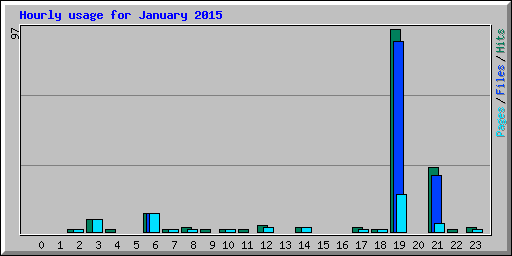 Hourly usage for January 2015
97
Pages/Files/Hits
0 1 2 3 4 5 6 7 8 9 10 11 12 13 14 15 16 17 18 19 20 21 22 23